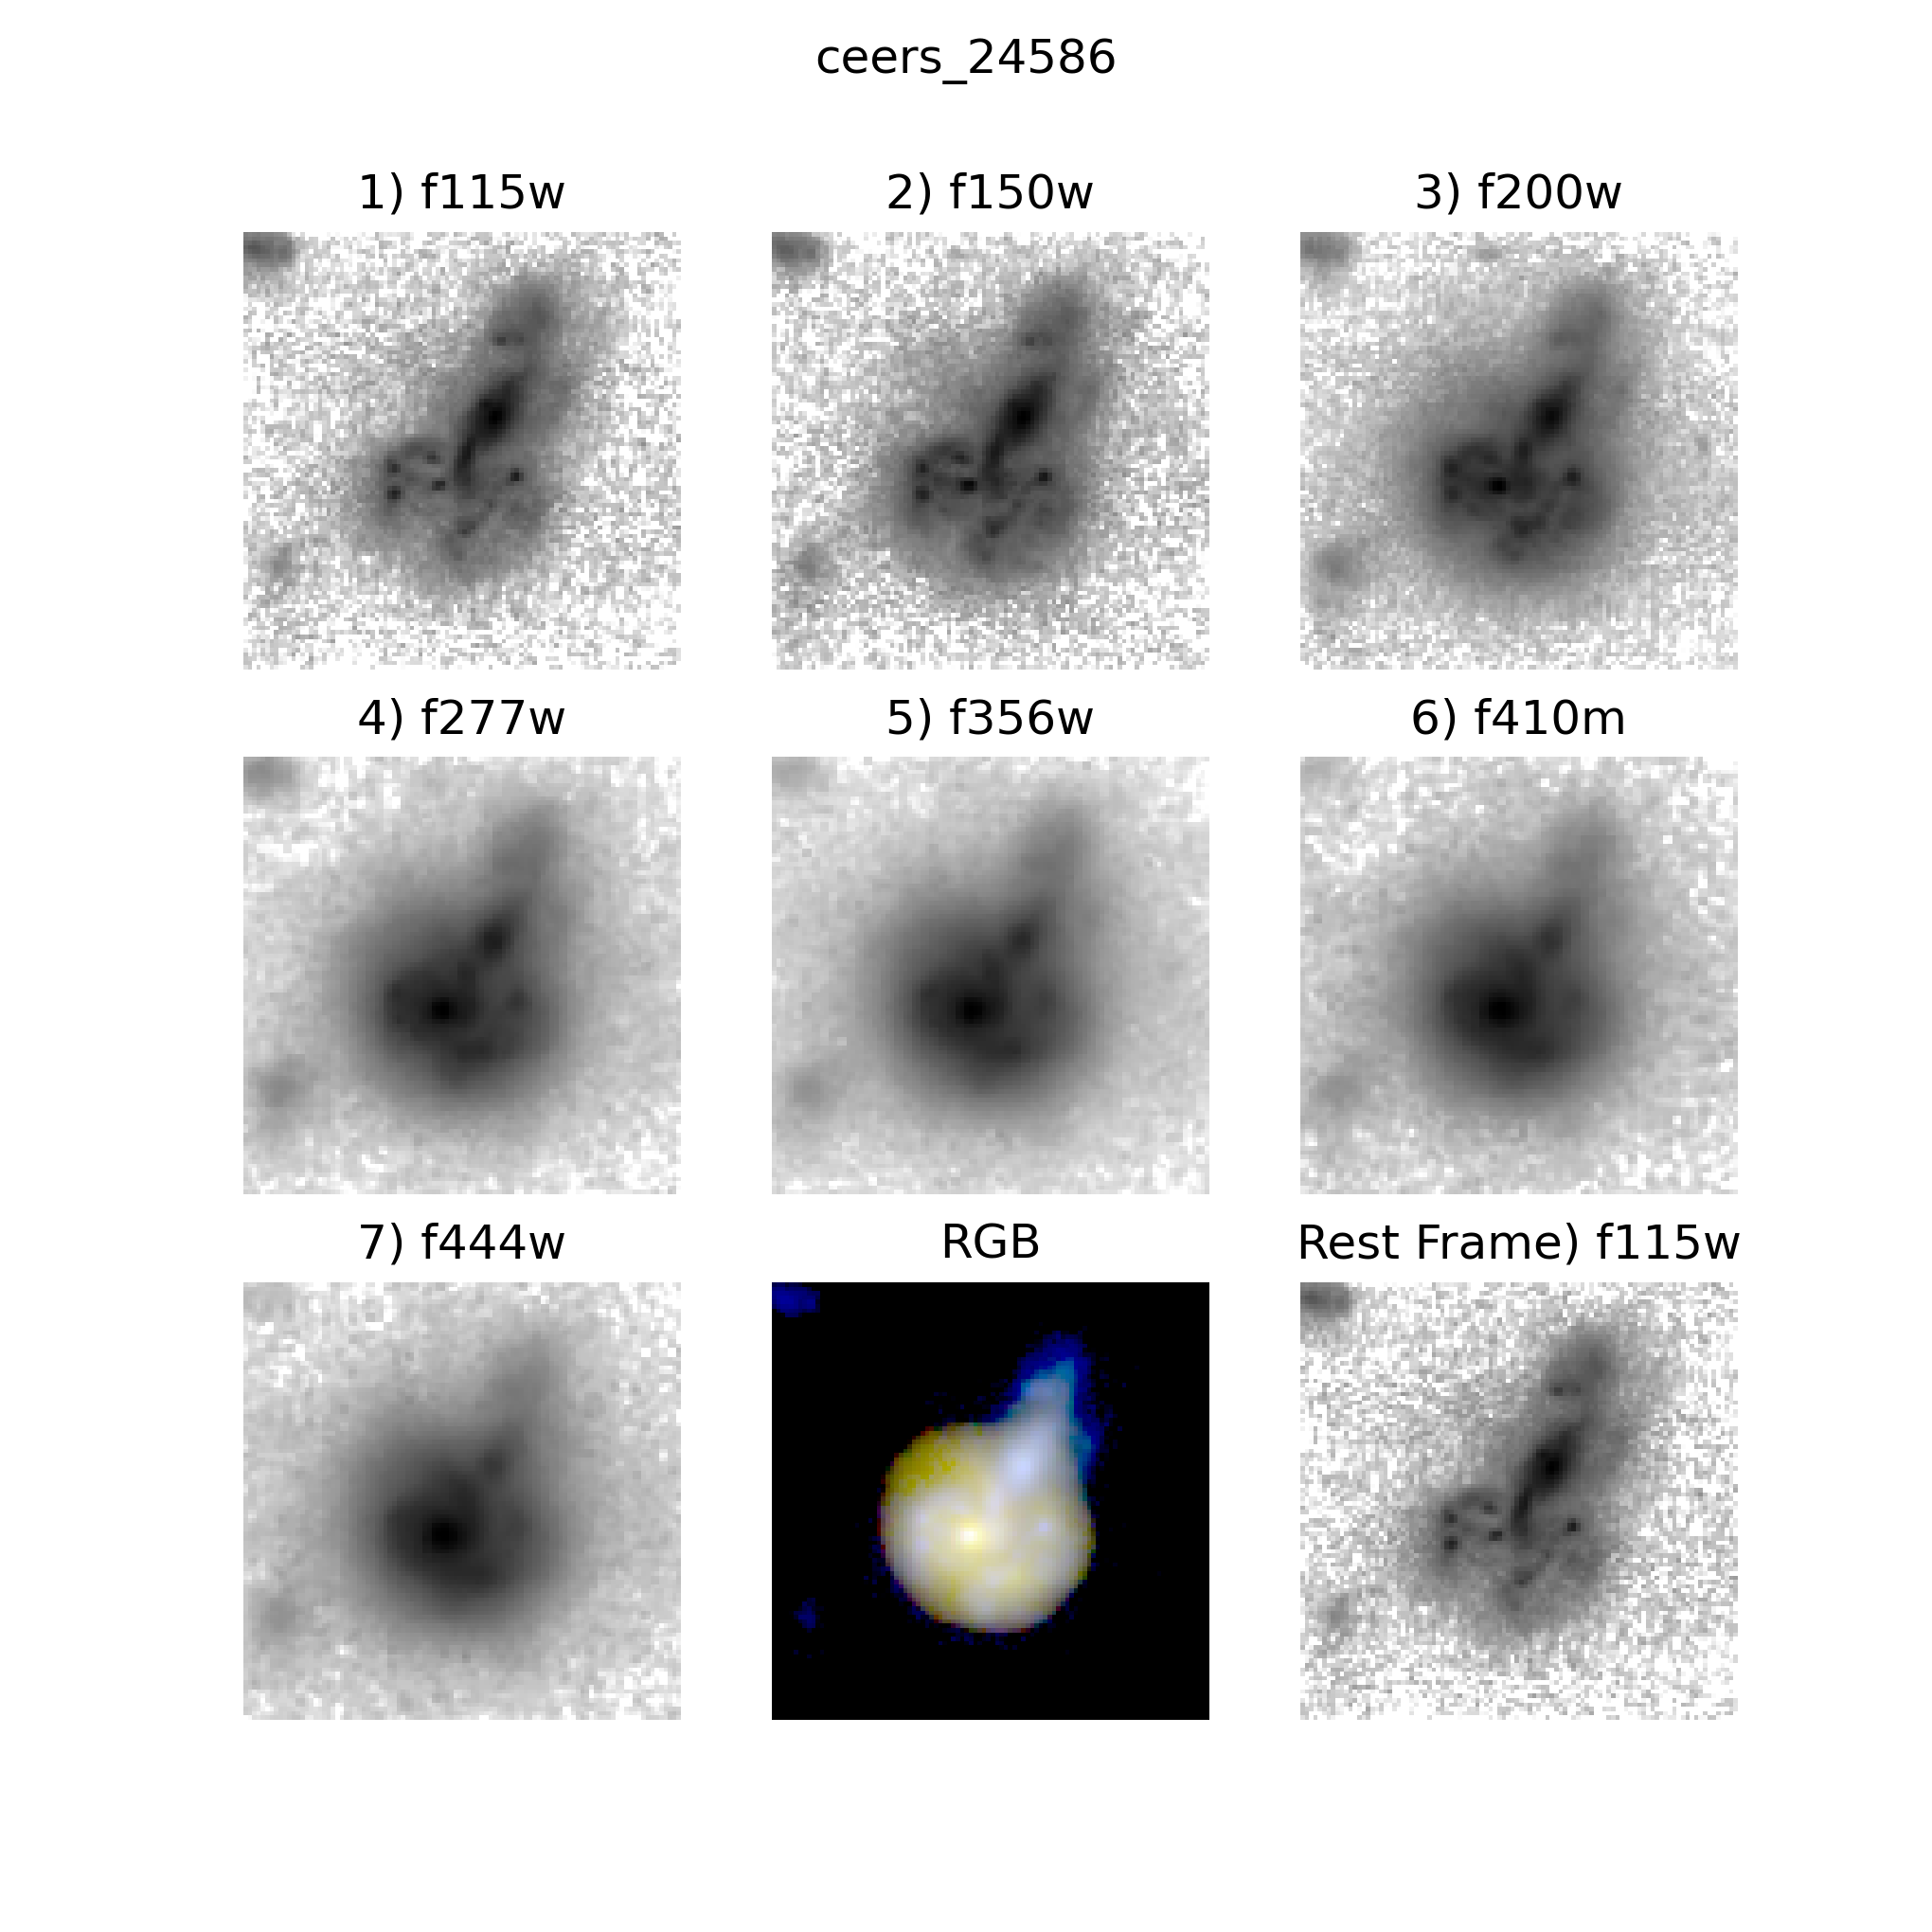 ceers_24586
1) f115w
2) f150w
3) f200w
4) f277w
5) f356w
6) f410m
7) f444w
RGB
Rest Frame) f115w